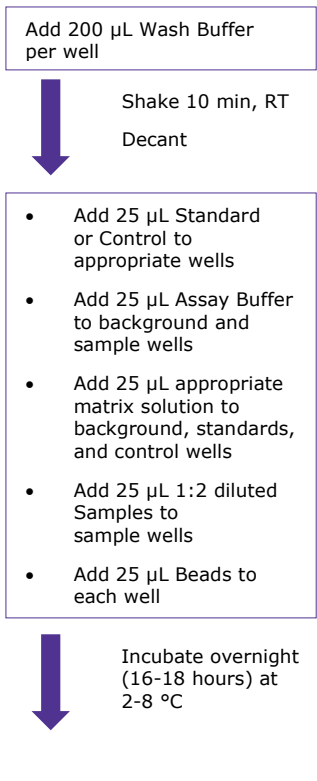 Add 200 µL Wash Buffer
per well
Shake 10 min, RT
Decant
• Add 25 µL Standard
or Control to
appropriate wells
• Add 25 µL Assay Buffer
to background and
sample wells
• Add 25 µL appropriate
matrix solution to
background, standards,
and control wells
• Add 25 µL 1:2 diluted
Samples to
sample wells
• Add 25 µL Beads to
each well
Incubate overnight
(16-18 hours) at
2-8 °C